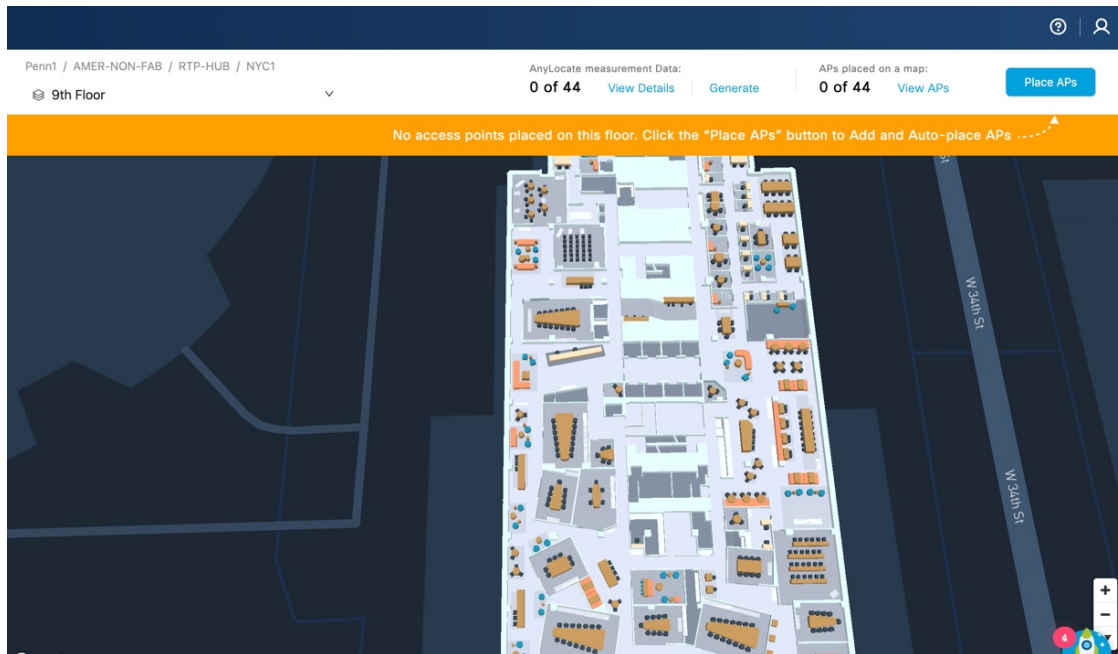 Penn1 / AMER-NON-FAB / RTP-HUB / NYC1
9th Floor
AnyLocate measurement Data:
0 of 44 View Details Generate
APs placed on a map:
0 of 44 View APs
Place APs
No access points placed on this floor. Click the “Place APs” button to Add and Auto-place APs
St
W 34th St
W 34th St
+
−
4